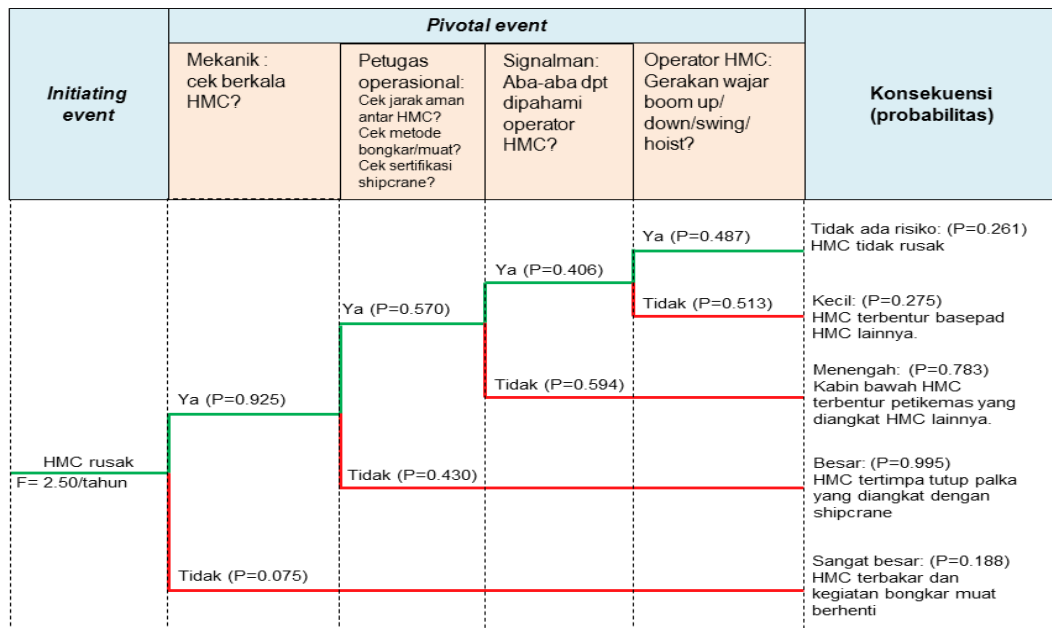 Pivotal event
Initiating
event
Mekanik :
cek berkala
HMC?
Petugas
operasional:
Cek jarak aman
antar HMC?
Cek metode
bongkar/muat?
Cek sertifikasi
shipcrane?
Signalman:
Aba-aba dpt
dipahami
operator
HMC?
Operator HMC:
Gerakan wajar
boom up/
down/swing/
hoist?
Konsekuensi
(probabilitas)
Ya (P=0.487)
Tidak ada risiko: (P=0.261)
HMC tidak rusak
Ya (P=0.406)
Tidak (P=0.513)
Kecil: (P=0.275)
HMC terbentur basepad
HMC lainnya.
Ya (P=0.570)
Tidak (P=0.594)
Menengah: (P=0.783)
Kabin bawah HMC
terbentur petikemas yang
diangkat HMC lainnya.
Ya (P=0.925)
HMC rusak
F= 2.50/tahun
Tidak (P=0.430)
Besar: (P=0.995)
HMC tertimpa tutup palka
yang diangkat dengan
shipcrane
Tidak (P=0.075)
Sangat besar: (P=0.188)
HMC terbakar dan
kegiatan bongkar muat
berhenti